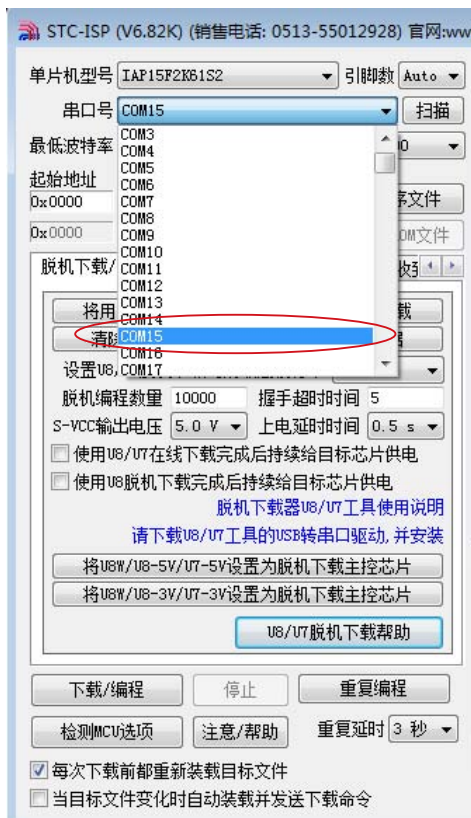 STC-ISP (V6.82K) (销售电话: 0513-55012928) 官网:ww
单片机型号 IAP15F2K61S2 引脚数 Auto
串口号 COM15 扫描
最低波特率
COM3
COM4
COM5
COM6
COM7
COM8
COM9
COM10
COM11
COM12
COM13
COM14
COM15
COM16
COM17
起始地址
0x0000 序文件
0x0000 OM文件
脱机下载/ 收
将用 载
清除
设置U8,
脱机编程数量 10000 握手超时时间 5
S-VCC输出电压 5.0 V 上电延时时间 0.5 s
使用U8/U7在线下载完成后持续给目标芯片供电
使用U8脱机下载完成后持续给目标芯片供电
脱机下载器U8/U7工具使用说明
请下载U8/U7工具的USB转串口驱动,并安装
将U8W/U8-5V/U7-5V设置为脱机下载主控芯片
将U8W/U8-3V/U7-3V设置为脱机下载主控芯片
U8/U7脱机下载帮助
下载/编程 停止 重复编程
检测MCU选项 注意/帮助 重复延时 3 秒
每次下载前都重新装载目标文件
当目标文件变化时自动装载并发送下载命令